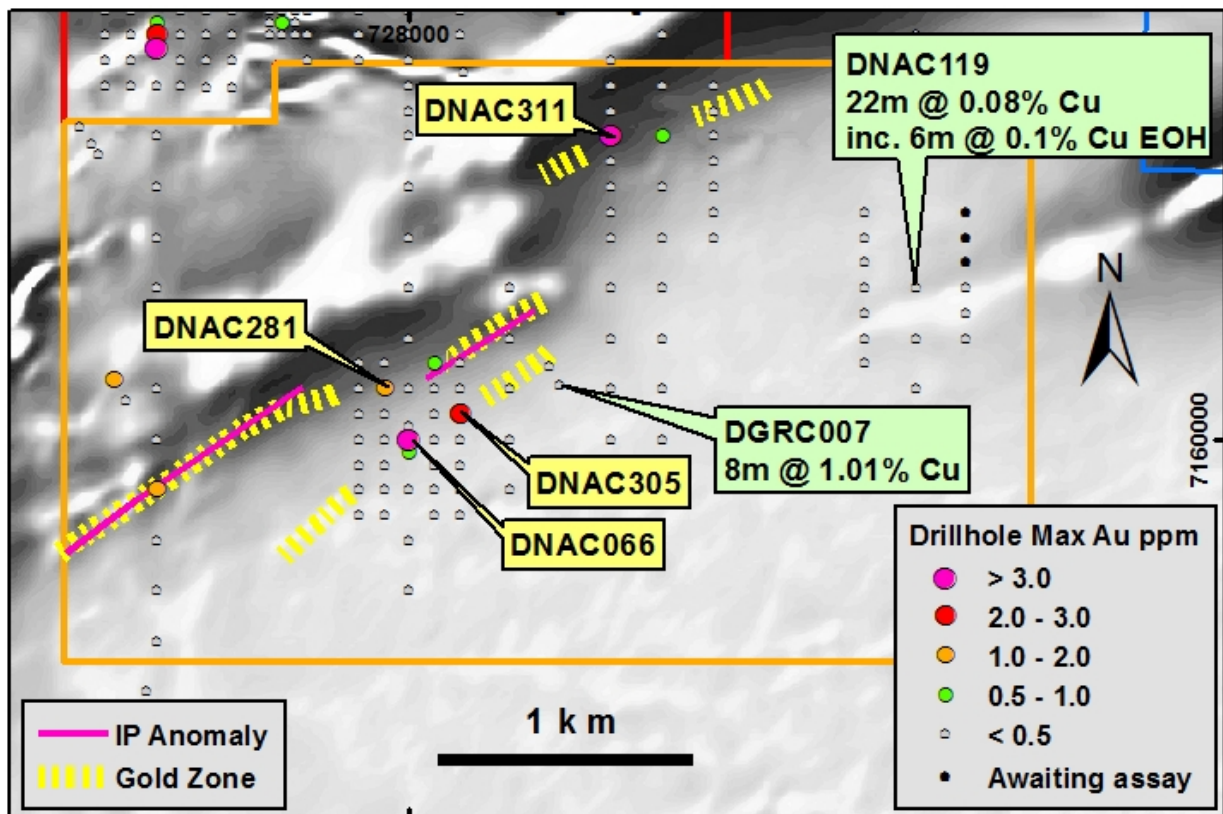 728000
DNAC119
22m @ 0.08% Cu
inc. 6m @ 0.1% Cu EOH
DNAC311
N
DNAC281
7160000
DGRC007
8m @ 1.01% Cu
DNAC305
DNAC066
Drillhole Max Au ppm
> 3.0
2.0 - 3.0
1.0 - 2.0
0.5 - 1.0
< 0.5
Awaiting assay
IP Anomaly
Gold Zone
1 k m